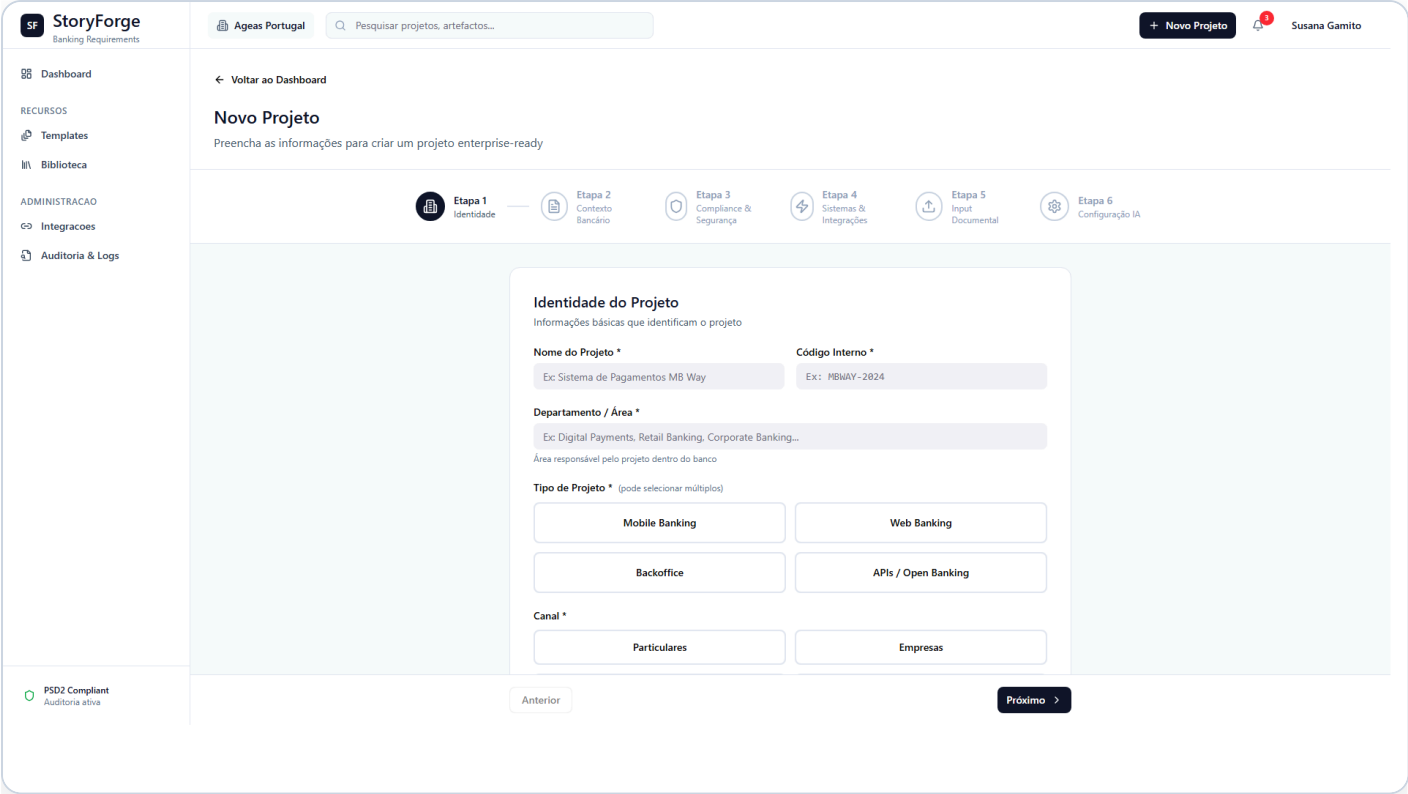 SF
StoryForge
Banking Requirements
Ageas Portugal
Pesquisar projetos, artefactos...
+ Novo Projeto
3
Susana Gamito
Dashboard
RECURSOS
Templates
Biblioteca
ADMINISTRACAO
Integracoes
Auditoria & Logs
PSD2 Compliant
Auditoria ativa
← Voltar ao Dashboard
Novo Projeto
Preencha as informações para criar um projeto enterprise-ready
Etapa 1
Identidade
Etapa 2
Contexto
Bancário
Etapa 3
Compliance &
Segurança
Etapa 4
Sistemas &
Integrações
Etapa 5
Input
Documental
Etapa 6
Configuração IA
Identidade do Projeto
Informações básicas que identificam o projeto
Nome do Projeto *
Ex: Sistema de Pagamentos MB Way
Código Interno *
Ex: MBWAY-2024
Departamento / Área *
Ex: Digital Payments, Retail Banking, Corporate Banking...
Área responsável pelo projeto dentro do banco
Tipo de Projeto * (pode selecionar múltiplos)
Mobile Banking
Web Banking
Backoffice
APIs / Open Banking
Canal *
Particulares
Empresas
Anterior
Próximo >